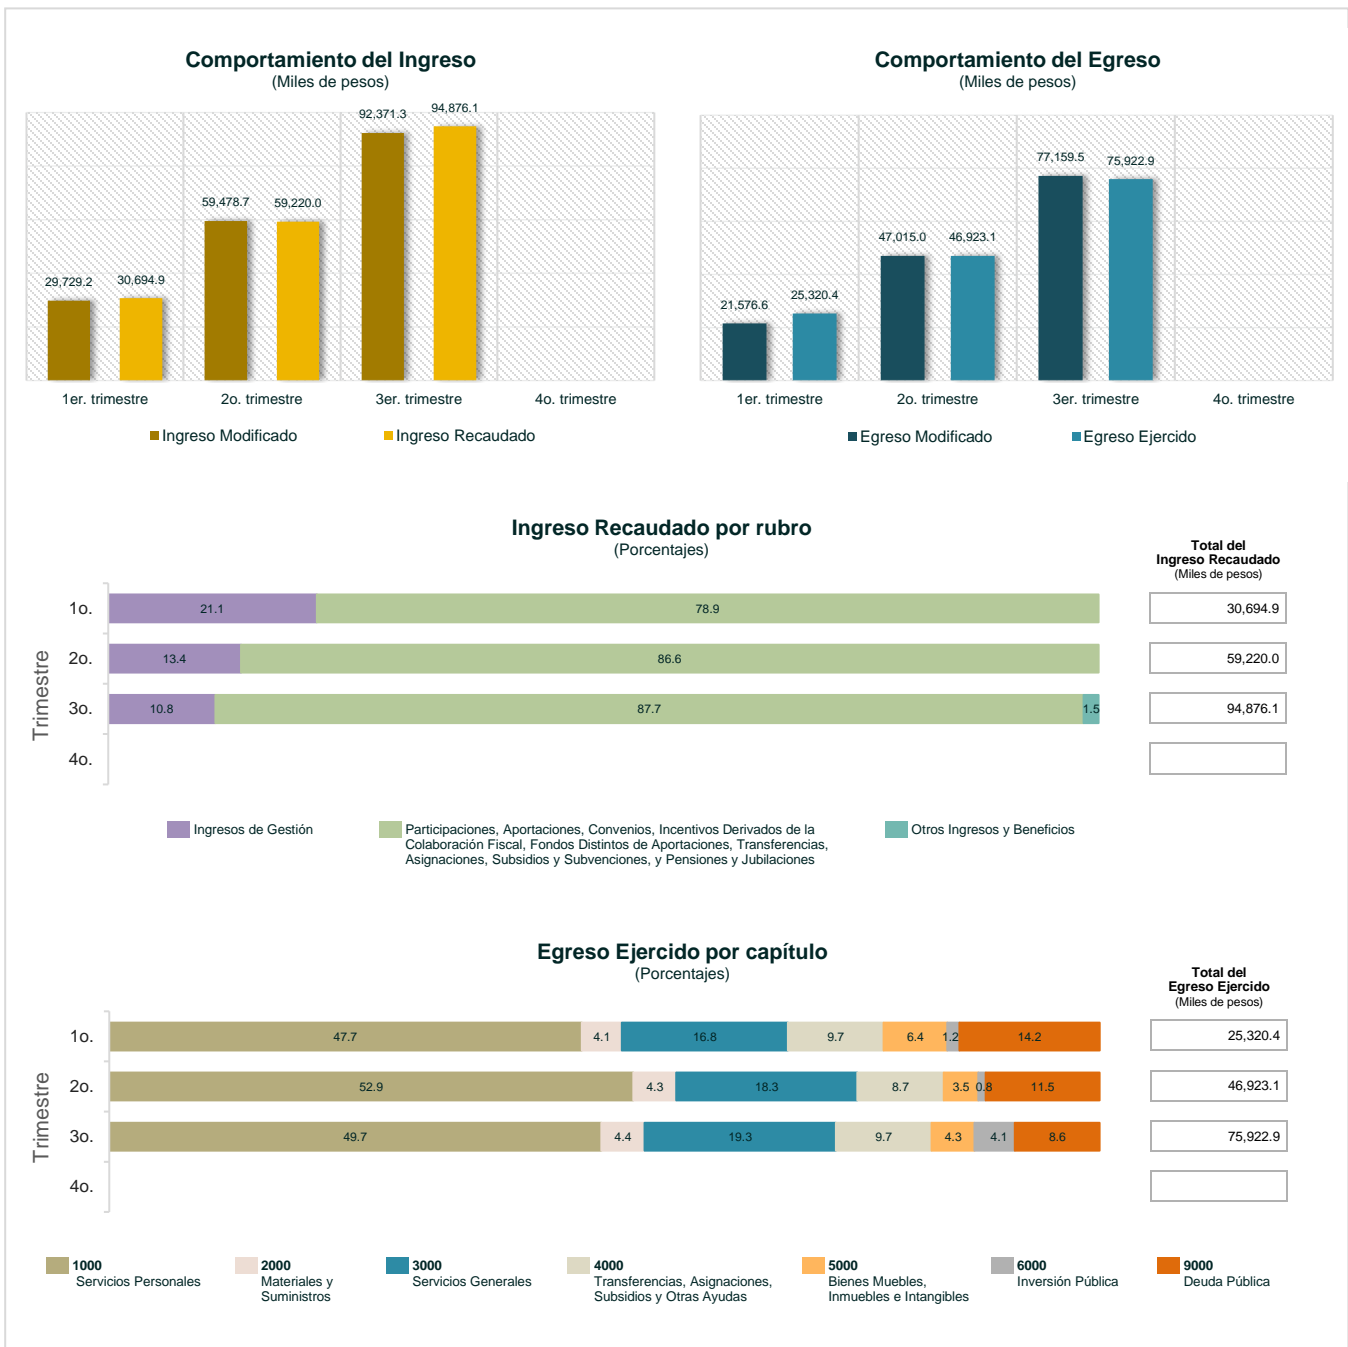 Comportamiento del Ingreso
(Miles de pesos)
92,371.3
94,876.1
59,478.7
59,220.0
29,729.2
30,694.9
1er. trimestre
2o. trimestre
3er. trimestre
4o. trimestre
Ingreso Modificado
Ingreso Recaudado
Comportamiento del Egreso
(Miles de pesos)
77,159.5
75,922.9
47,015.0
46,923.1
21,576.6
25,320.4
1er. trimestre
2o. trimestre
3er. trimestre
4o. trimestre
Egreso Modificado
Egreso Ejercido
Ingreso Recaudado por rubro
(Porcentajes)
Total del
Ingreso Recaudado
(Miles de pesos)
Trimestre
1o.
21.1
78.9
30,694.9
2o.
13.4
86.6
59,220.0
3o.
10.8
87.7
1.5
94,876.1
4o.
Ingresos de Gestión
Participaciones, Aportaciones, Convenios, Incentivos Derivados de la
Colaboración Fiscal, Fondos Distintos de Aportaciones, Transferencias,
Asignaciones, Subsidios y Subvenciones, y Pensiones y Jubilaciones
Otros Ingresos y Beneficios
Egreso Ejercido por capítulo
(Porcentajes)
Total del
Egreso Ejercido
(Miles de pesos)
Trimestre
1o.
47.7
4.1
16.8
9.7
6.4
1.2
14.2
25,320.4
2o.
52.9
4.3
18.3
8.7
3.5
0.8
11.5
46,923.1
3o.
49.7
4.4
19.3
9.7
4.3
4.1
8.6
75,922.9
4o.
1000
Servicios Personales
2000
Materiales y
Suministros
3000
Servicios Generales
4000
Transferencias, Asignaciones,
Subsidios y Otras Ayudas
5000
Bienes Muebles,
Inmuebles e Intangibles
6000
Inversión Pública
9000
Deuda Pública